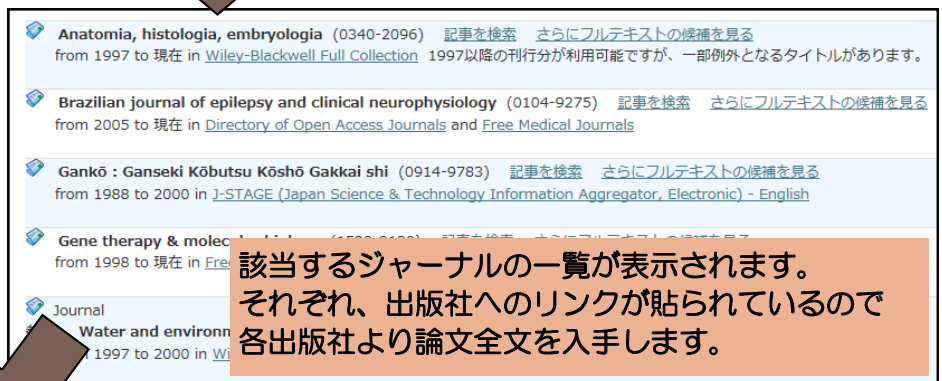 Anatomia, histologia, embryologia (0340-2096) 記事を検索 さらにフルテキストの候補を見る
from 1997 to 現在 in Wiley-Blackwell Full Collection 1997以降の刊行分が利用可能ですが、一部例外となるタイトルがあります。
Brazilian journal of epilepsy and clinical neurophysiology (0104-9275) 記事を検索 さらにフルテキストの候補を見る
from 2005 to 現在 in Directory of Open Access Journals and Free Medical Journals
Gankō : Ganseki Kōbutsu Kōshō Gakkai shi (0914-9783) 記事を検索 さらにフルテキストの候補を見る
from 1988 to 2000 in J-STAGE (Japan Science & Technology Information Aggregator, Electronic) - English
Gene therapy &
from 1998 to 現在 in
該当するジャーナルの一覧が表示されます。
それぞれ、出版社へのリンクが貼られているので
各出版社より論文全文を入手します。
Journal
Water and
1997 to 2000 in